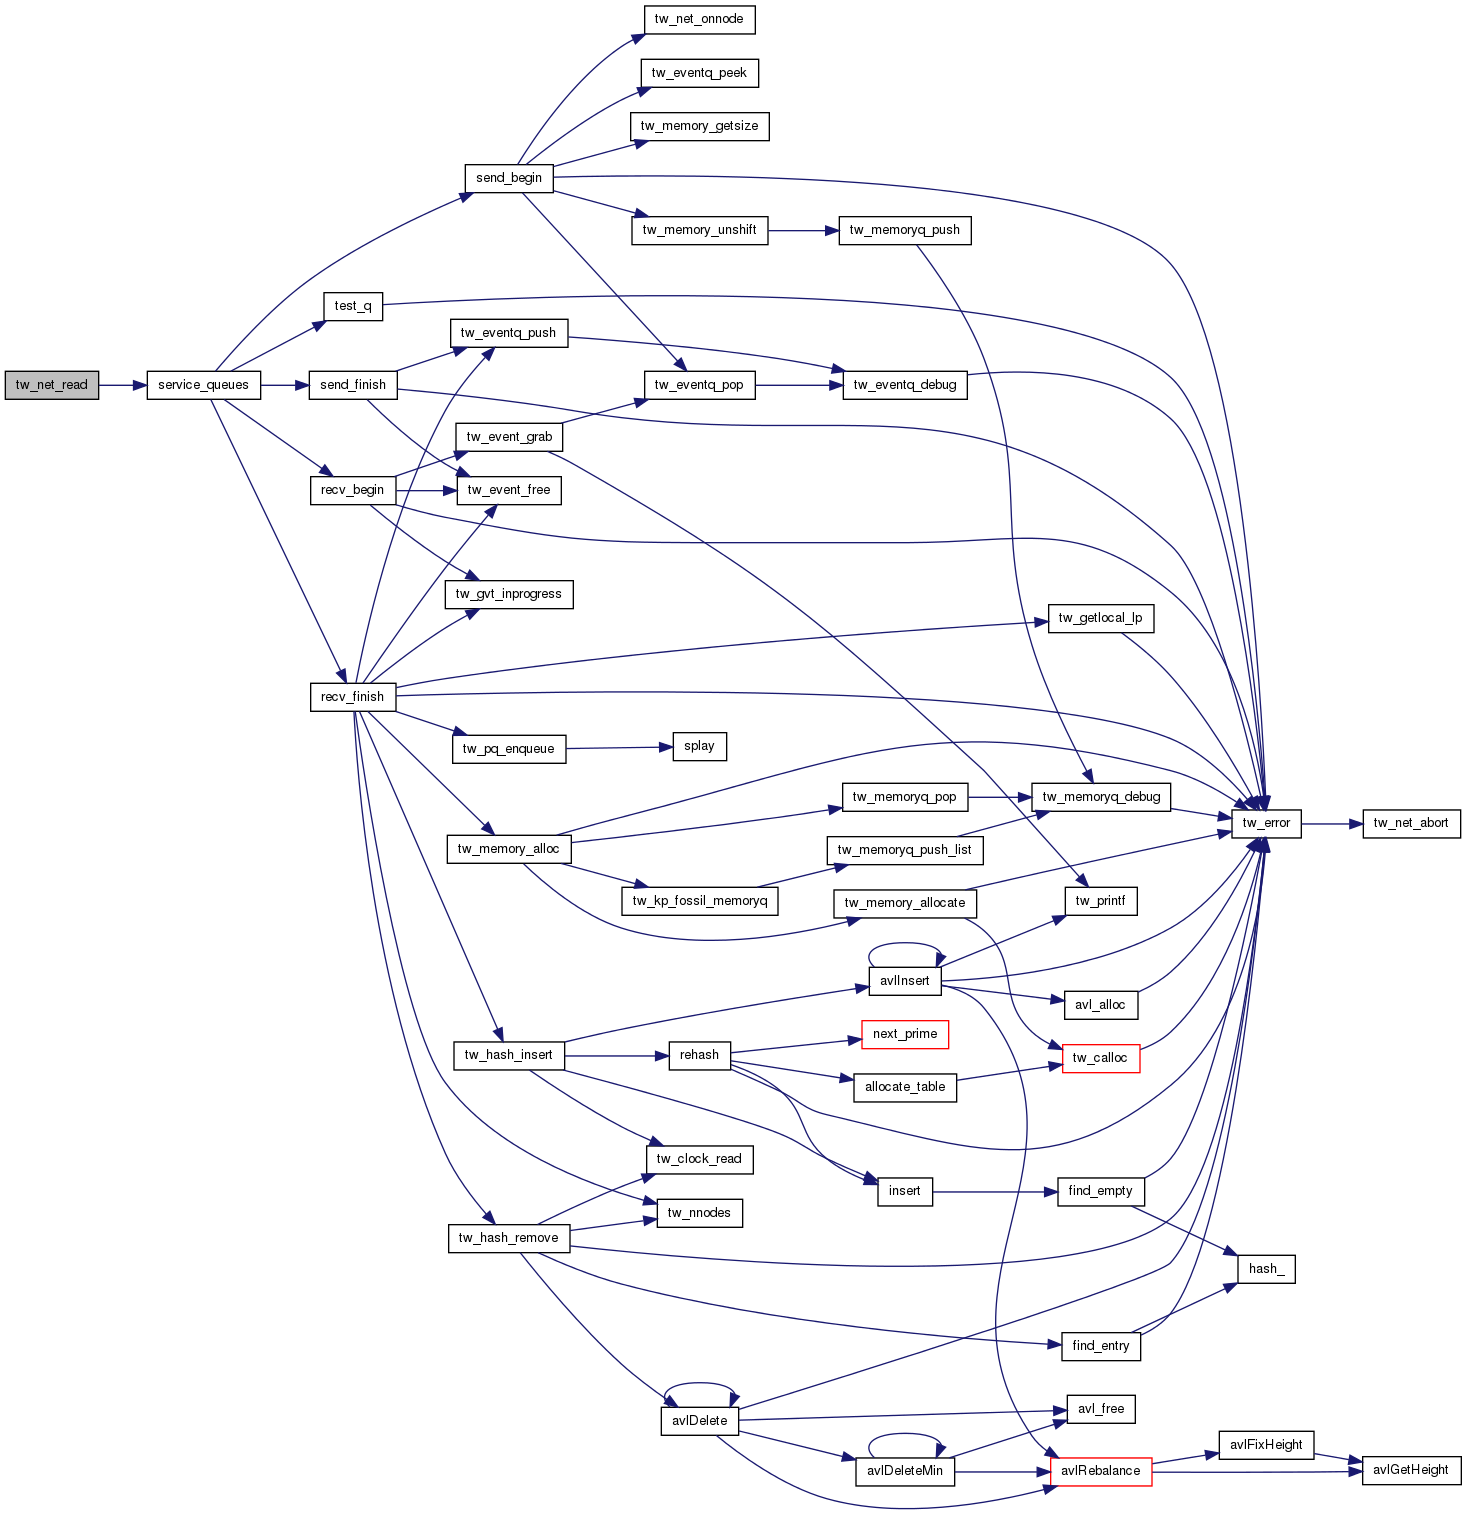 tw_net_onnode
tw_eventq_peek
tw_memory_getsize
send_begin
tw_memory_unshift
tw_memoryq_push
test_q
tw_eventq_push
tw_net_read
service_queues
send_finish
tw_eventq_pop
tw_eventq_debug
tw_event_grab
recv_begin
tw_event_free
tw_gvt_inprogress
tw_getlocal_lp
recv_finish
tw_pq_enqueue
splay
tw_memoryq_pop
tw_memoryq_debug
tw_error
tw_net_abort
tw_memory_alloc
tw_memoryq_push_list
tw_kp_fossil_memoryq
tw_memory_allocate
tw_printf
avlInsert
avl_alloc
next_prime
tw_hash_insert
rehash
tw_calloc
allocate_table
tw_clock_read
insert
find_empty
tw_nnodes
tw_hash_remove
hash_
find_entry
avl_free
avlDelete
avlFixHeight
avlDeleteMin
avlRebalance
avlGetHeight